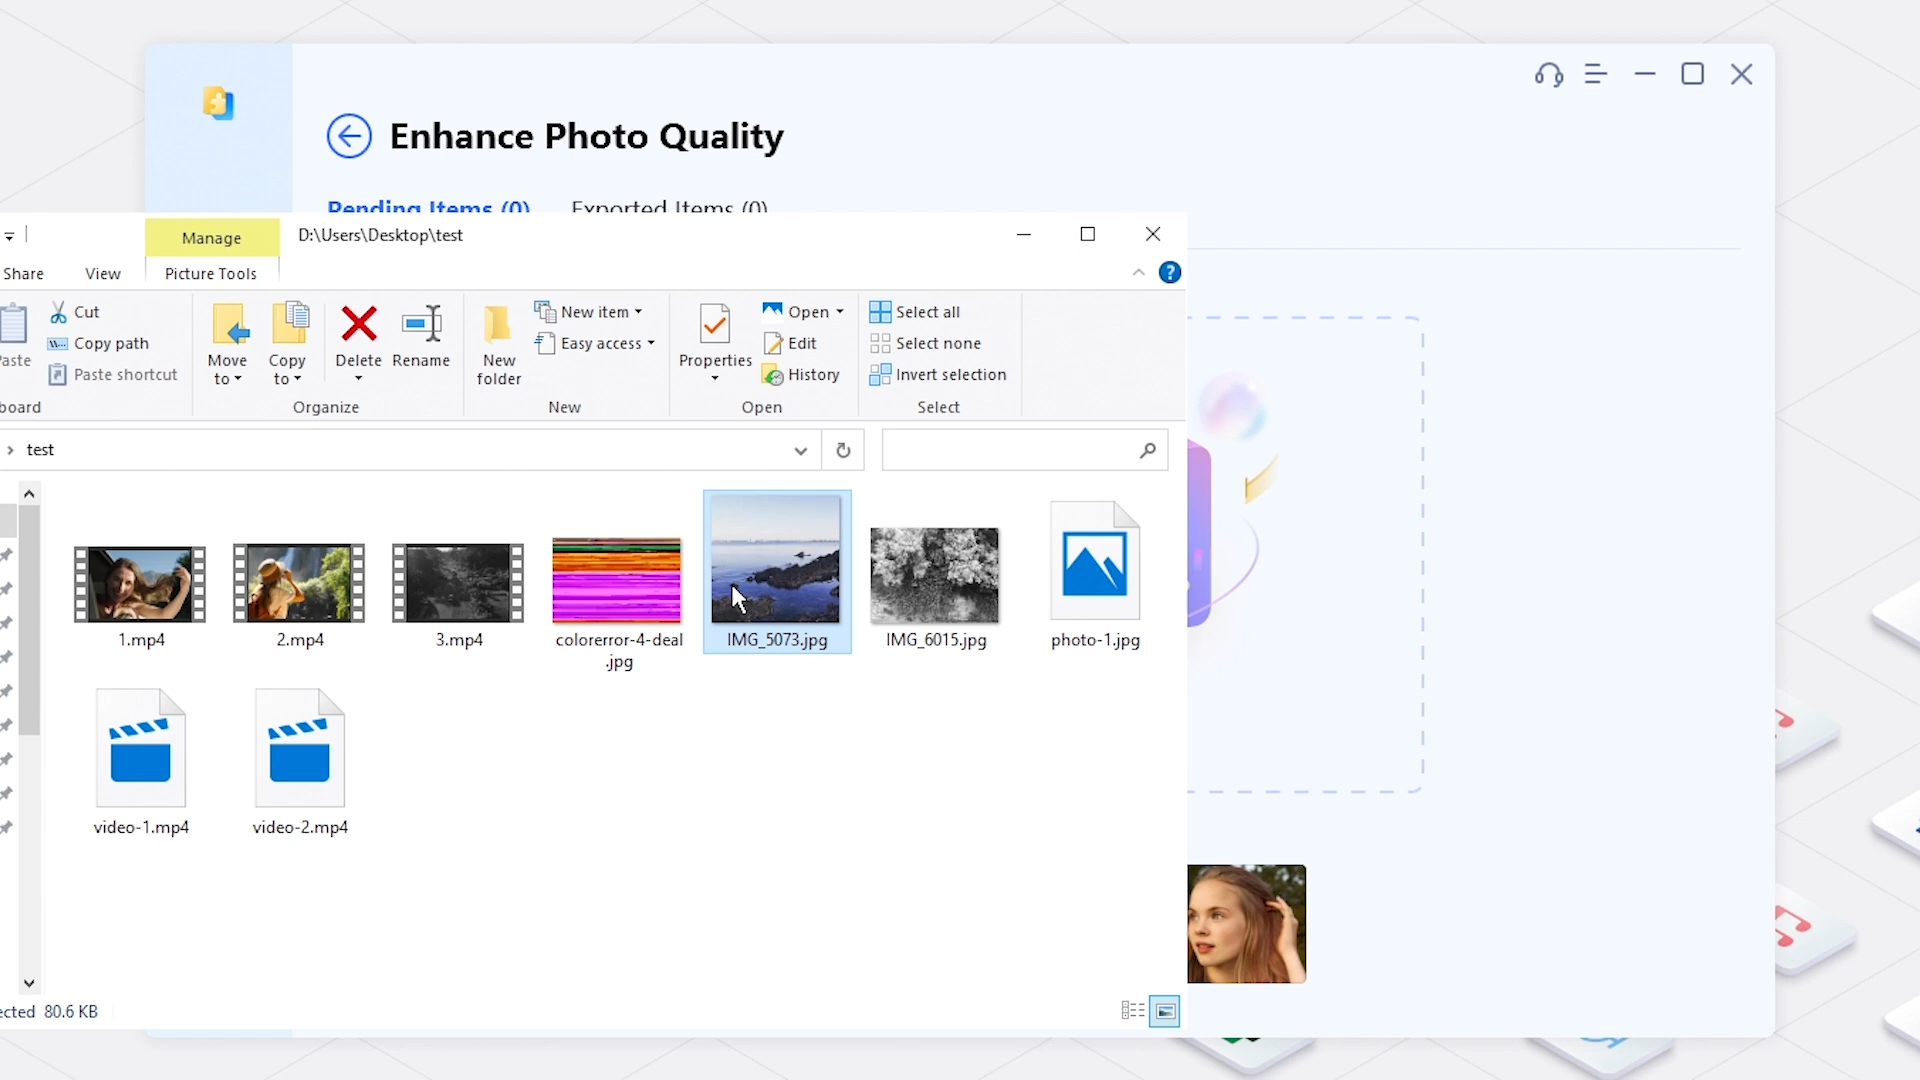 Enhance Photo Quality
Pending Items (0) Exported Items (0)
Manage D:\Users\Desktop\test
Share View Picture Tools
Cut
Copy path
Paste shortcut
Move to
Copy to
Delete
Rename
Organize
New folder
New item
Easy access
New
Properties
Open
Edit
History
Open
Select all
Select none
Invert selection
Select
test
1.mp4 2.mp4 3.mp4 colorerror-4-deal IMG_5073.jpg IMG_6015.jpg photo-1.jpg
.jpg
video-1.mp4 video-2.mp4
80.6 KB